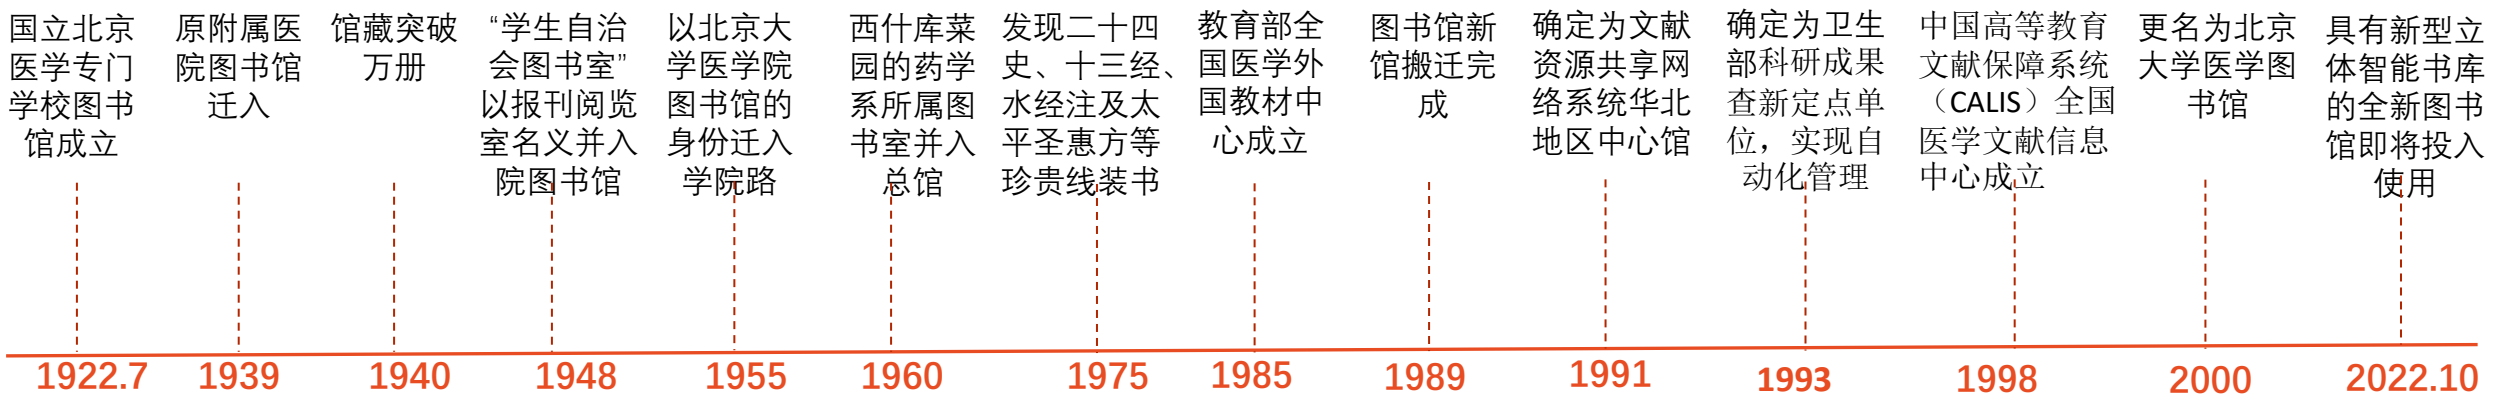 国立北京
医学专门
学校图书
馆成立
原附属医
院图书馆
迁入
馆藏突破
万册
“学生自治
会图书室”
以报刊阅览
室名义并入
院图书馆
以北京大
学医学院
图书馆的
身份迁入
学院路
西什库菜
园的药学
系所属图
书室并入
总馆
发现二十四
史、十三经、
水经注及太
平圣惠方等
珍贵线装书
教育部全
国医学外
国教材中
心成立
图书馆新
馆搬迁完
成
确定为文献
资源共享网
络系统华北
地区中心馆
确定为卫生
部科研成果
查新定点单
位，实现自
动化管理
中国高等教育
文献保障系统
（CALIS）全国
医学文献信息
中心成立
更名为北京
大学医学图
书馆
具有新型立
体智能书库
的全新图书
馆即将投入
使用
1922.7
1939
1940
1948
1955
1960
1975
1985
1989
1991
1993
1998
2000
2022.10